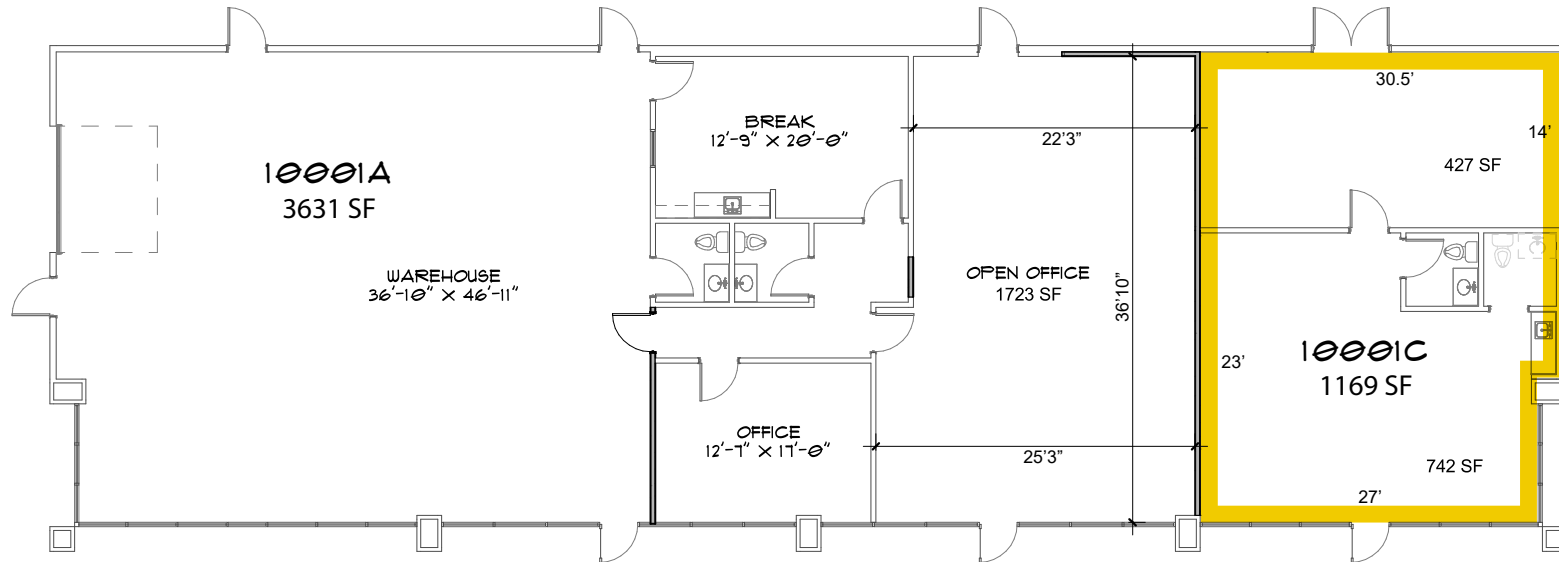 10001A
3631 SF
WAREHOUSE
36'-10" X 46'-11"
BREAK
12'-9" X 20'-0"
OFFICE
12'-7" X 17'-0"
22'3"
OPEN OFFICE
1723 SF
36'10"
25'3"
30.5'
14'
427 SF
10001C
1169 SF
23'
742 SF
27'